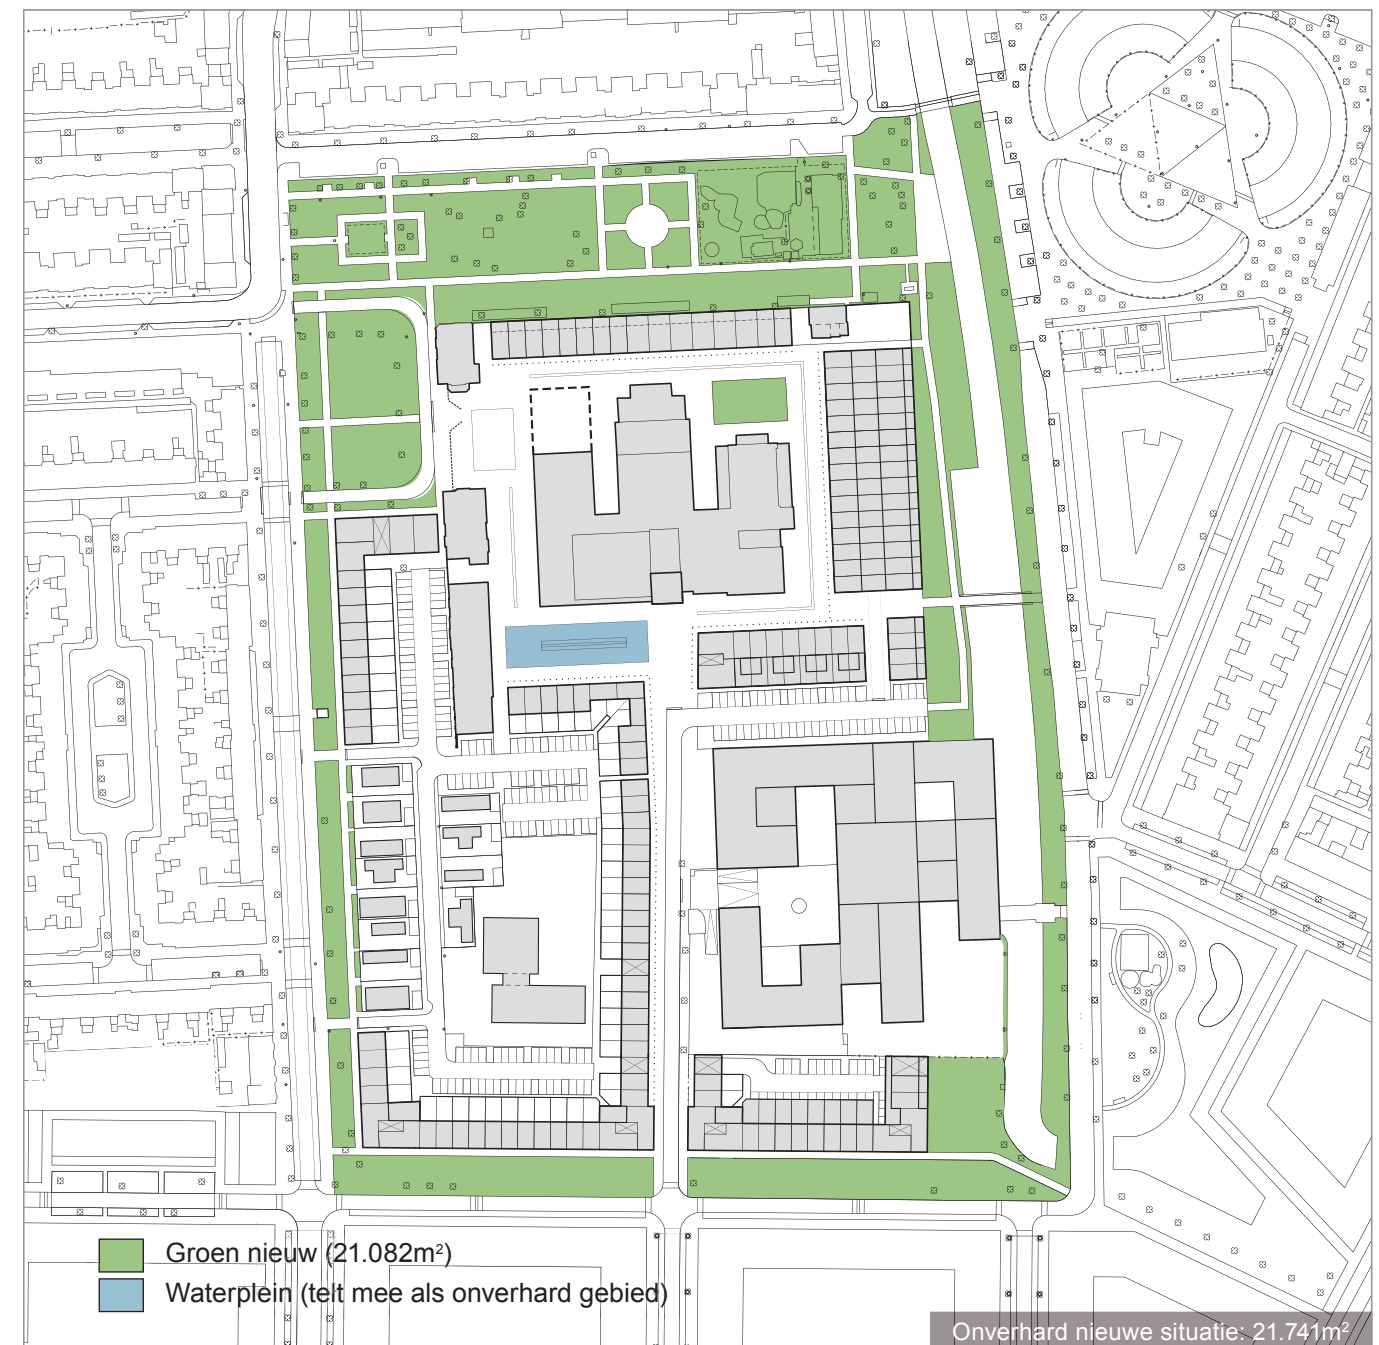 Groen nieuw (21.082m²)
Waterplein (telt mee als onverhard gebied)
Onverhard nieuwe situatie: 21.741m²